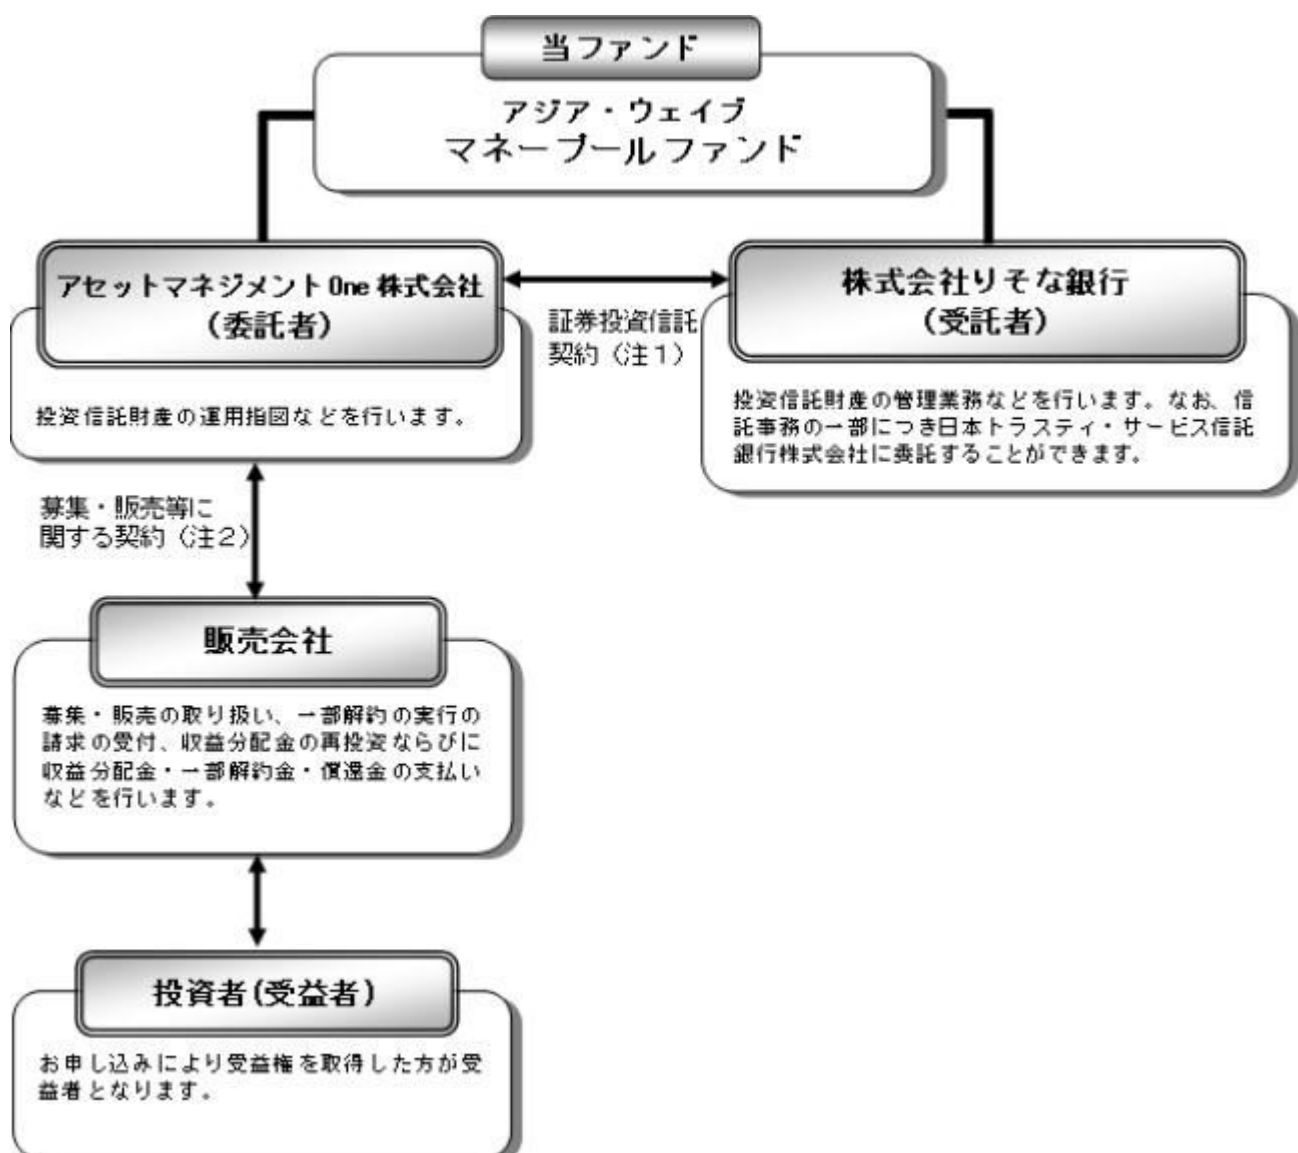 当ファンド
アジア・ウェイブ
マネープールファンド
アセットマネジメントOne 株式会社
（委託者）
投資信託財産の運用指図などを行います。
証券投資信託
契約（注１）
株式会社りそな銀行
（受託者）
投資信託財産の管理業務などを行います。なお、信
託事務の一部につき日本トラスティ・サービス信託
銀行株式会社に委託することができます。
募集・販売等に
関する契約（注２）
販売会社
募集・販売の取り扱い、一部解約の実行の
請求の受付、収益分配金の再投資ならびに
収益分配金・一部解約金・償還金の支払い
などを行います。
投資者(受益者)
お申し込みにより受益権を取得した方が受
益者となります。